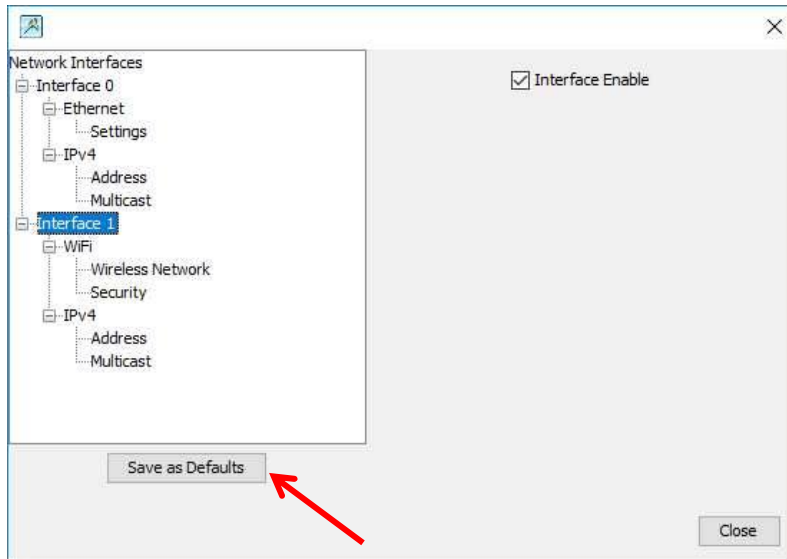 Network Interfaces
Interface 0
Ethernet
Settings
IPv4
Address
Multicast
Interface 1
WiFi
Wireless Network
Security
IPv4
Address
Multicast
Interface Enable
Save as Defaults
Close